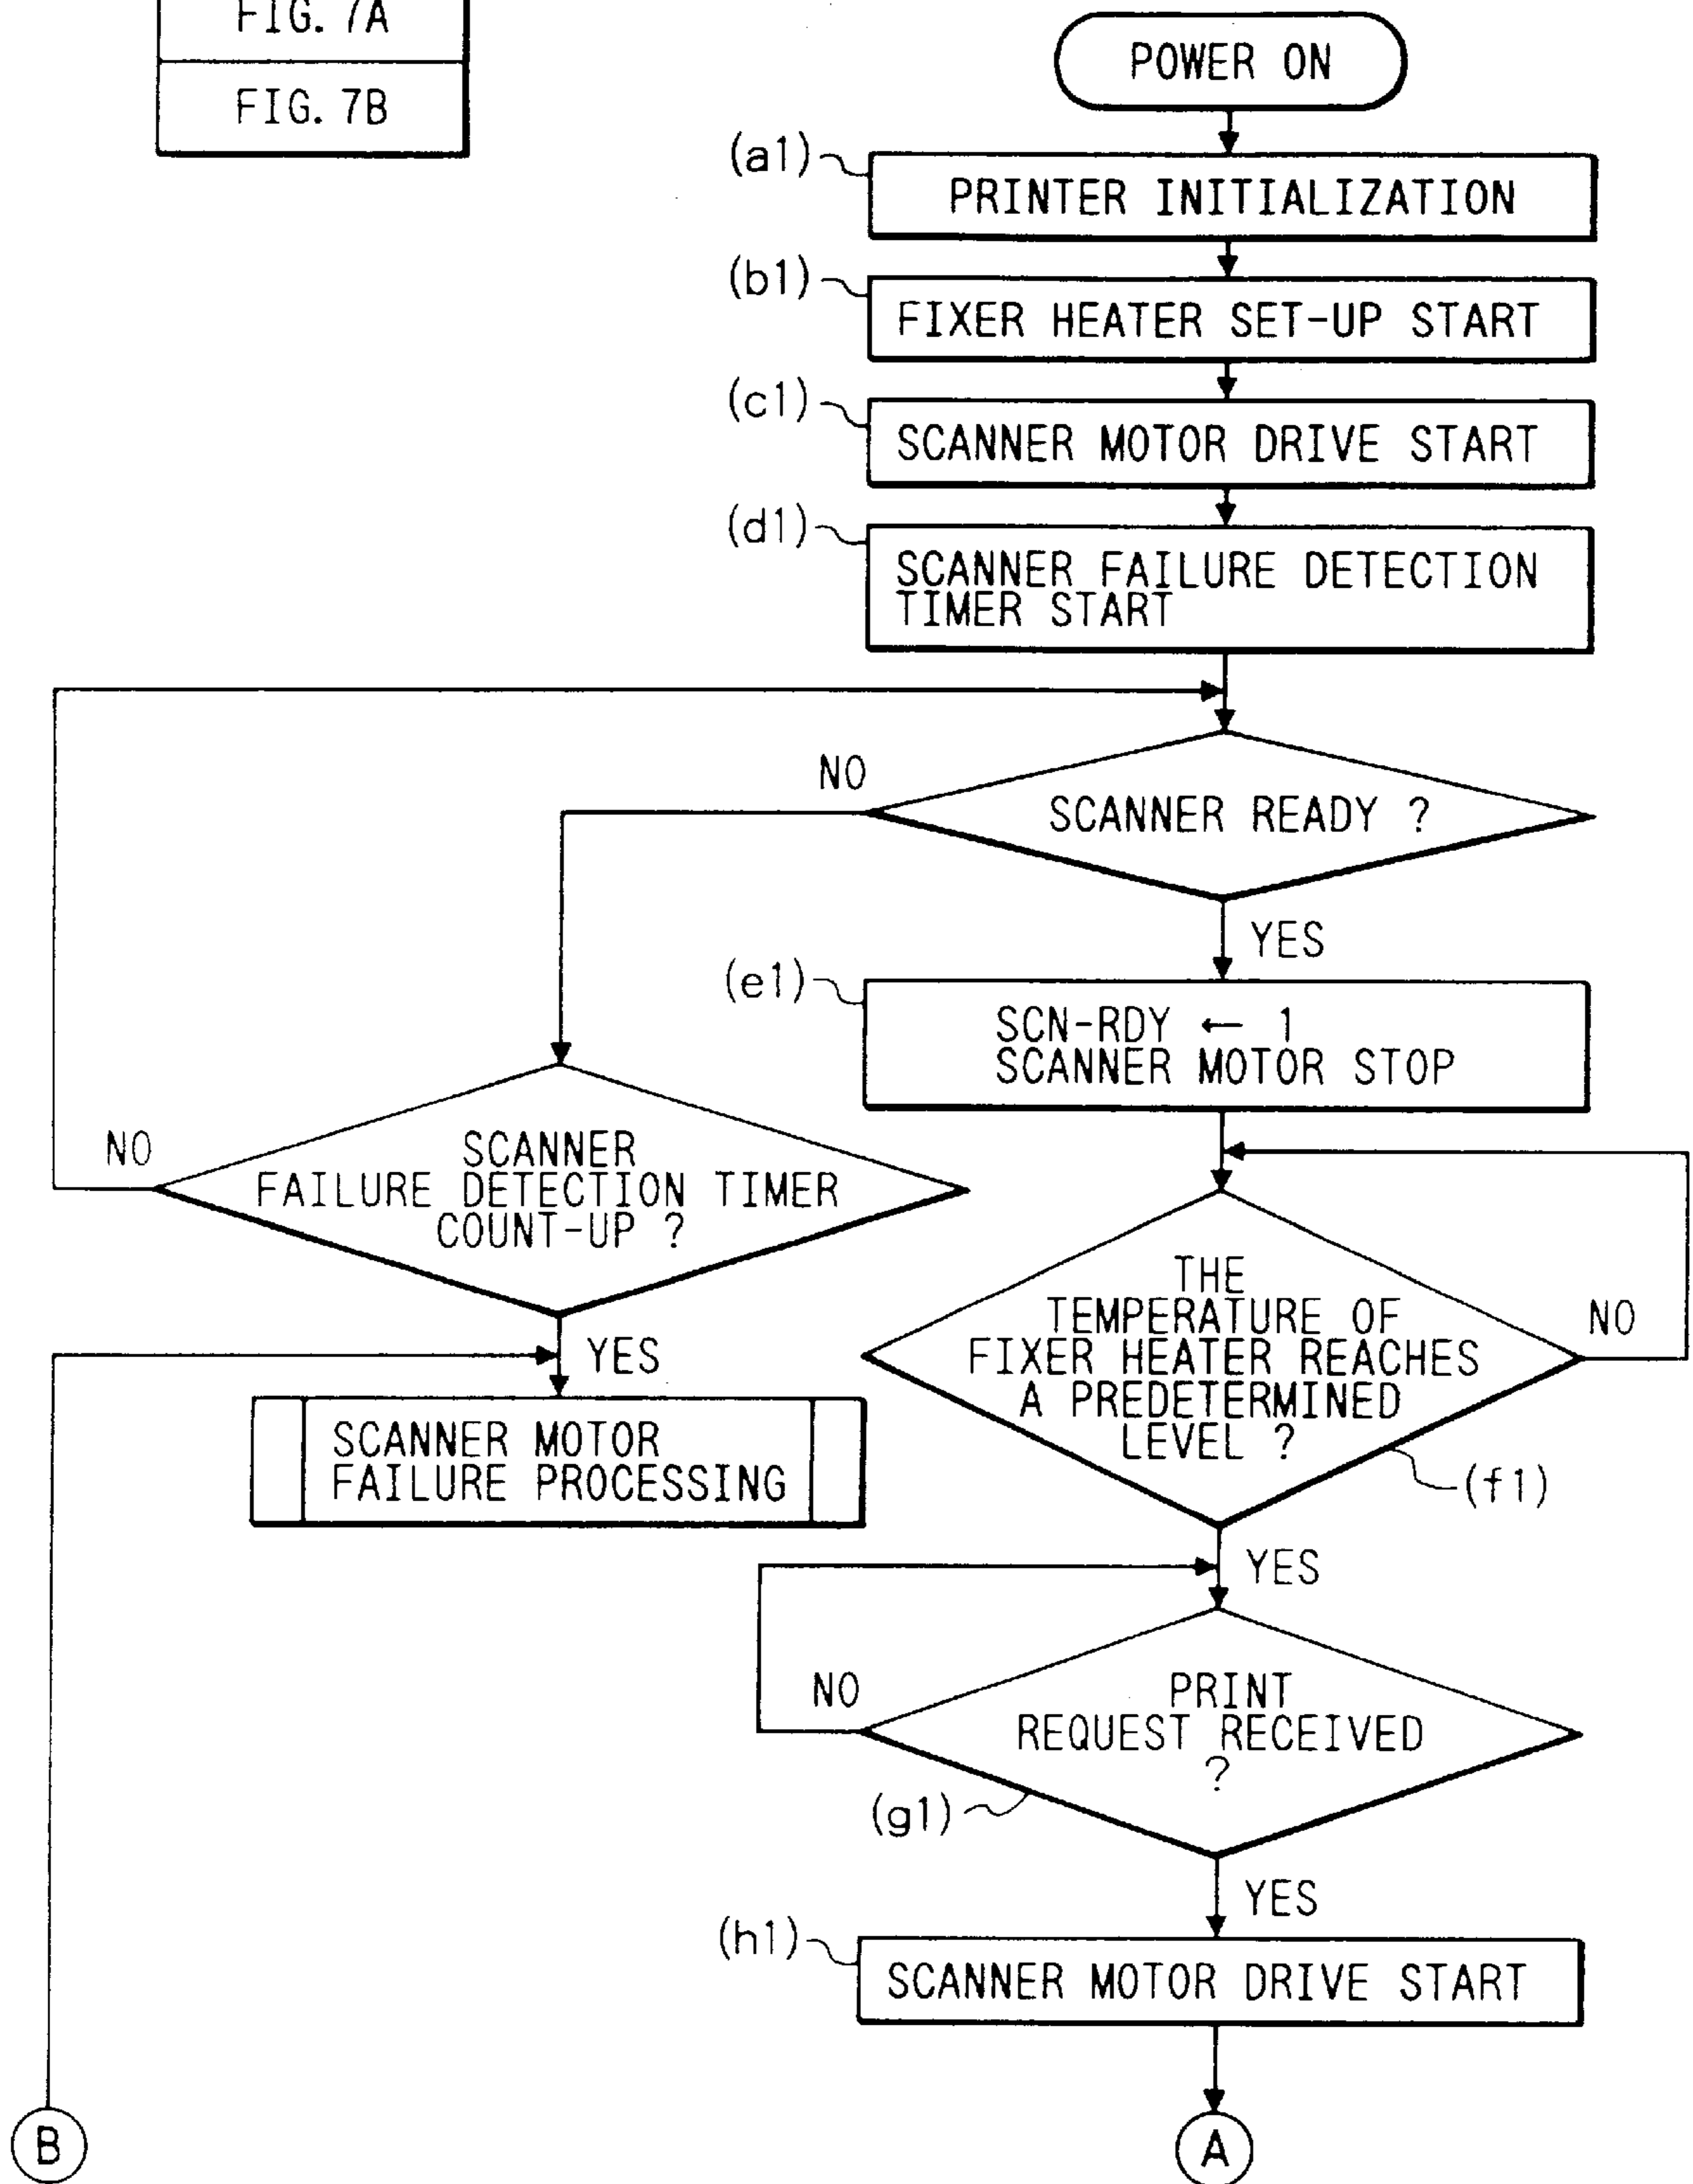 FIG. 7A
FIG. 7B
POWER ON
(a1)
PRINTER INITIALIZATION
(b1)
FIXER HEATER SET-UP START
(c1)
SCANNER MOTOR DRIVE START
(d1)
SCANNER FAILURE DETECTION
TIMER START
NO
SCANNER READY ?
YES
(e1)
SCN-RDY ← 1
SCANNER MOTOR STOP
NO
SCANNER
FAILURE DETECTION TIMER
COUNT-UP ?
YES
SCANNER MOTOR
FAILURE PROCESSING
THE
TEMPERATURE OF
FIXER HEATER REACHES
A PREDETERMINED
LEVEL ?
NO
(f1)
YES
NO
PRINT
REQUEST RECEIVED
?
(g1)
YES
(h1)
SCANNER MOTOR DRIVE START
B
A